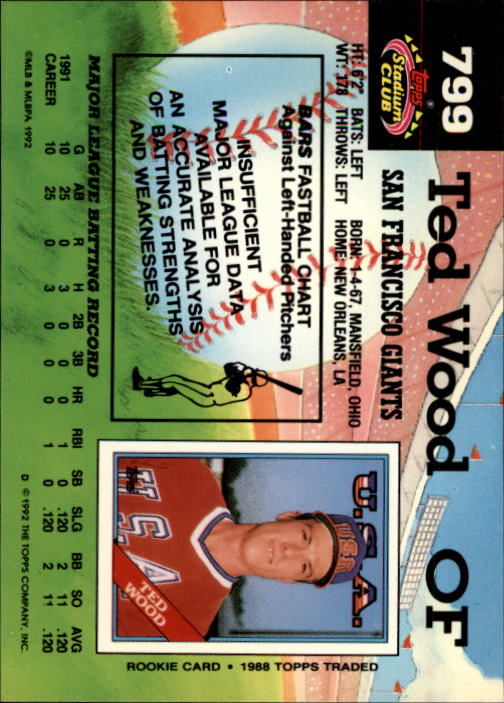 799
Topps
Stadium
CLUB
Ted Wood OF
SAN FRANCISCO GIANTS
HT: 6'2" BATS: LEFT BORN: 1-4-67, MANSFIELD, OHIO
WT: 178 THROWS: LEFT HOME: NEW ORLEANS, LA
BARS FASTBALL CHART
Against Left-Handed Pitchers
INSUFFICIENT
MAJOR LEAGUE DATA
AVAILABLE FOR
AN ACCURATE ANALYSIS
OF BATTING STRENGTHS
AND WEAKNESSES.
U.S.A.
USA
U.S.A.
Topps
TED
WOOD
ROOKIE CARD • 1988 TOPPS TRADED
MAJOR LEAGUE BATTING RECORD
G AB R H 2B 3B HR RBI SB SLG BB SO AVG
1991 10 25 0 3 0 0 0 1 0 .120 2 11 .120
CAREER 10 25 0 3 0 0 0 1 0 .120 2 11 .120
©MLB & MLBPA 1992
D © 1992 THE TOPPS COMPANY, INC.